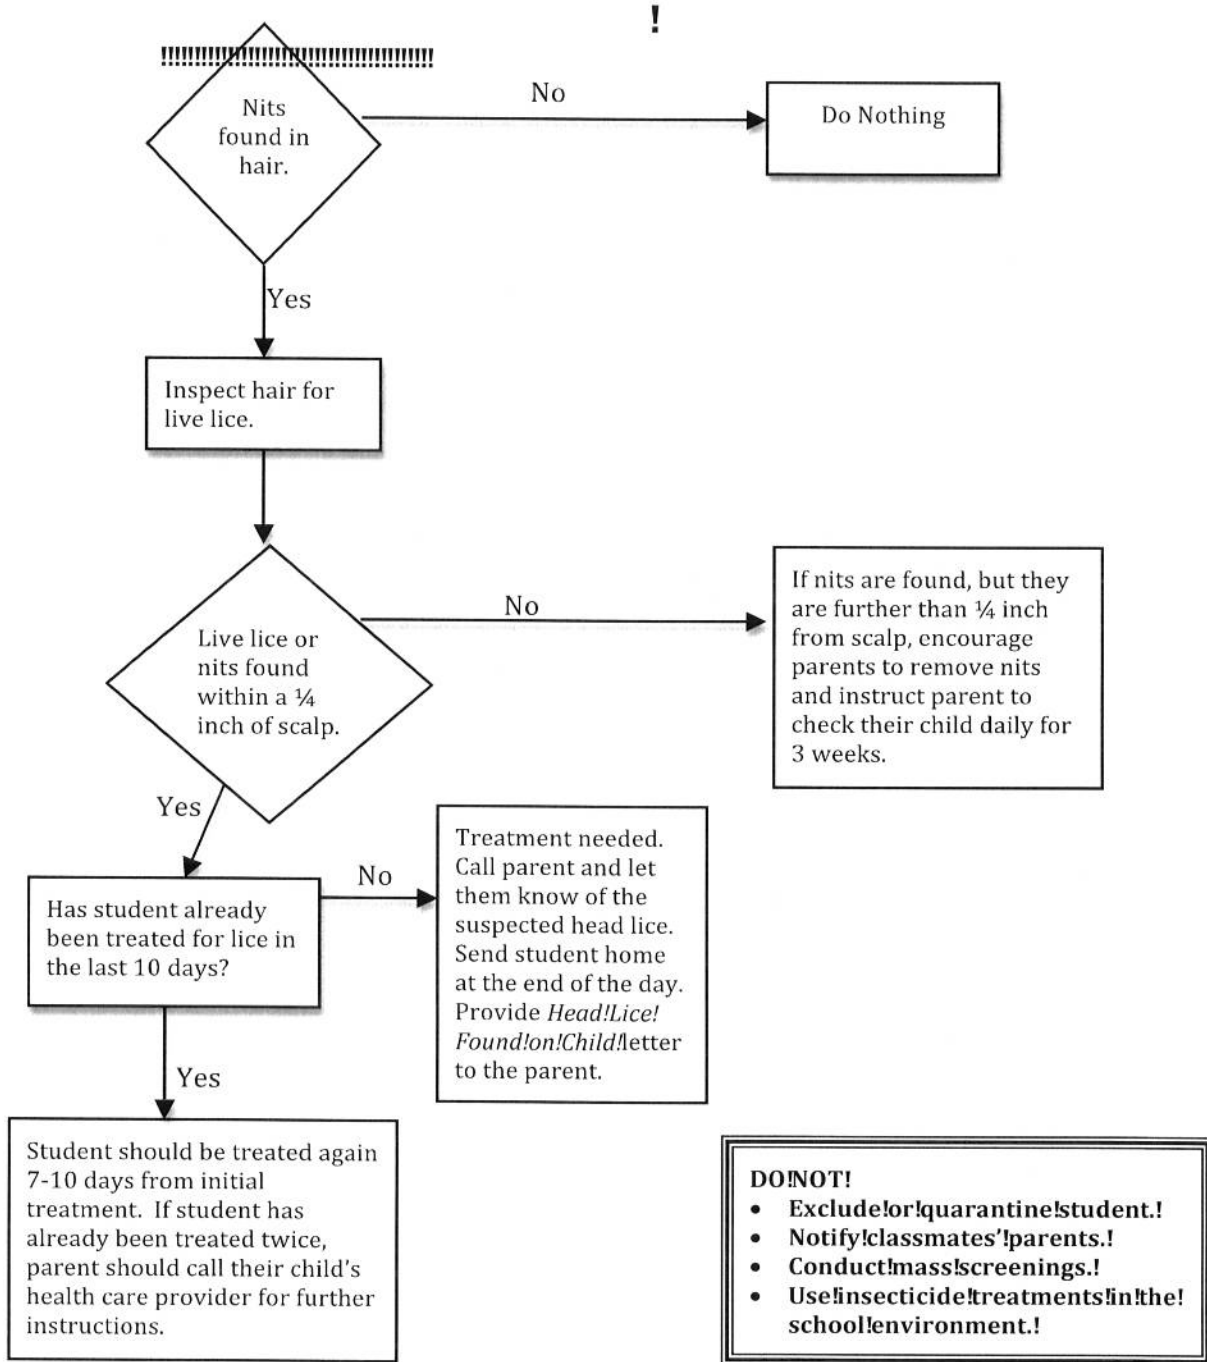 !
!!!!!!!!!!!!!!!!!!!!!!!!!!!!!!!!!!!!!!!!
Nits
found in
hair.
No
Do Nothing
Yes
Inspect hair for
live lice.
Live lice or
nits found
within a ¼
inch of scalp.
No
If nits are found, but they
are further than ¼ inch
from scalp, encourage
parents to remove nits
and instruct parent to
check their child daily for
3 weeks.
Yes
Has student already
been treated for lice in
the last 10 days?
No
Treatment needed.
Call parent and let
them know of the
suspected head lice.
Send student home
at the end of the day.
Provide Head!Lice!
Found!on!Child!letter
to the parent.
Yes
Student should be treated again
7-10 days from initial
treatment.  If student has
already been treated twice,
parent should call their child's
health care provider for further
instructions.
DO!NOT!
• Exclude!or!quarantine!student.!
• Notify!classmates'!parents.!
• Conduct!mass!screenings.!
• Use!insecticide!treatments!in!the!
school!environment.!